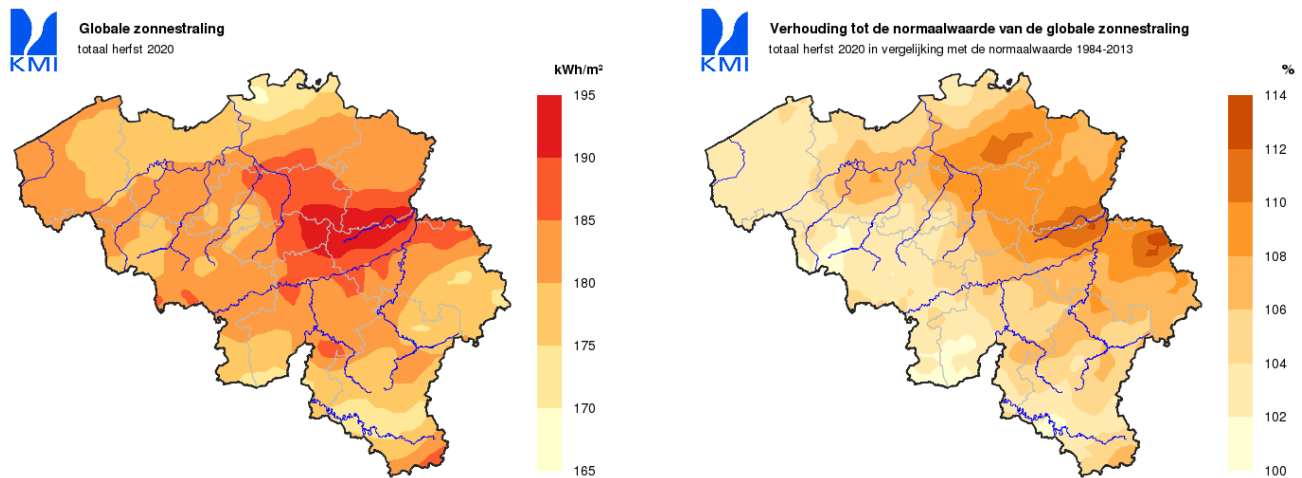 KMI
Globale zonnestraling
totaal herfst 2020
kWh/m²
195
190
185
180
175
170
165
KMI
Verhouding tot de normaalwaarde van de globale zonnestraling
totaal herfst 2020 in vergelijking met de normaalwaarde 1984-2013
%
114
112
110
108
106
104
102
100